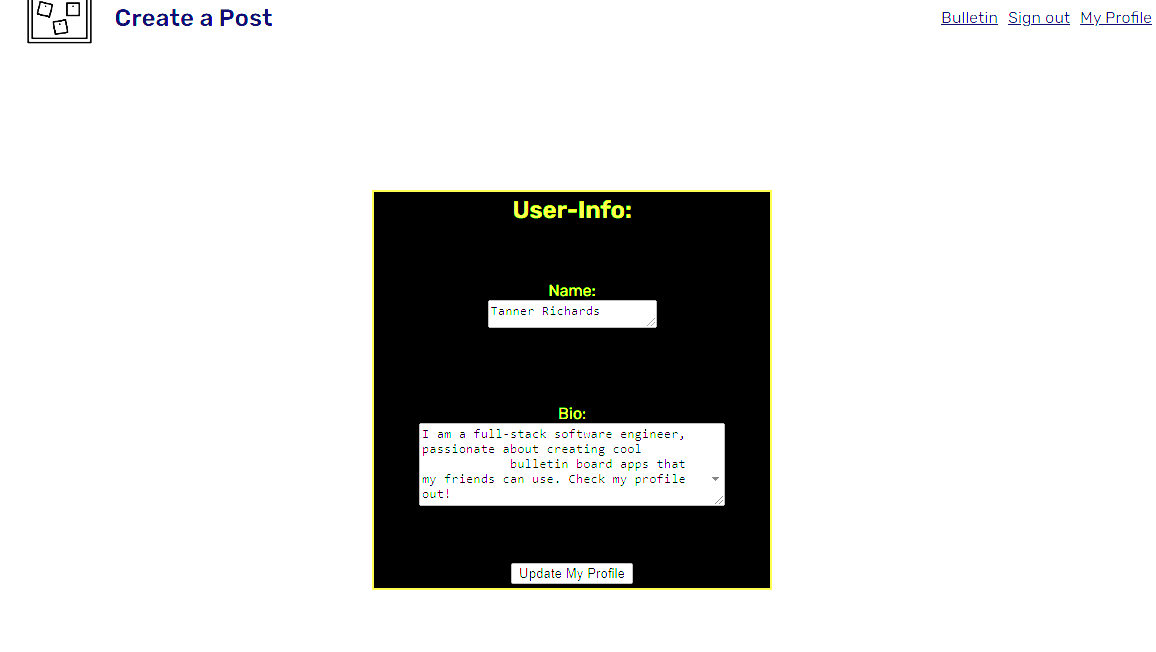 Create a Post
Bulletin Sign out My Profile
User-Info:
Name:
Tanner Richards
Bio:
I am a full-stack software engineer,
passionate about creating cool
bulletin board apps that
my friends can use. Check my profile
out!
Update My Profile